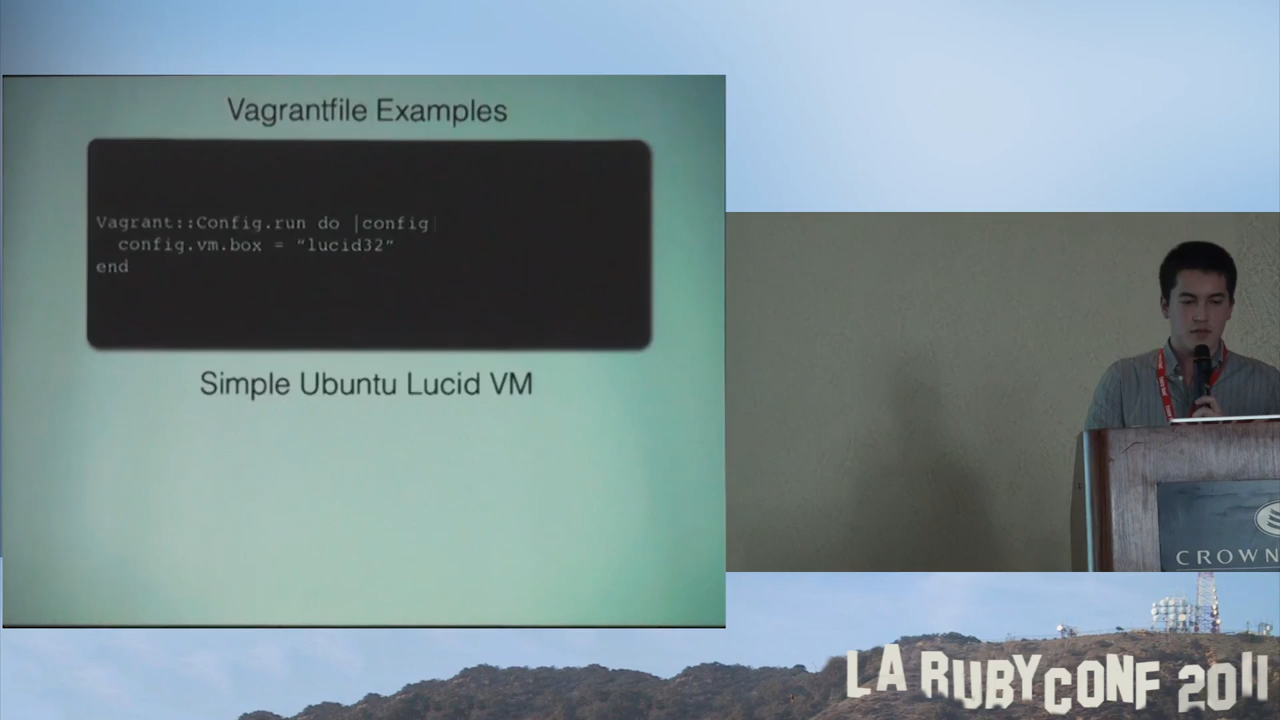 Vagrantfile Examples
Vagrant::Config.run do |config|
config.vm.box = “lucid32”
end
Simple Ubuntu Lucid VM
CROWN
LA RUBYCONF 2011